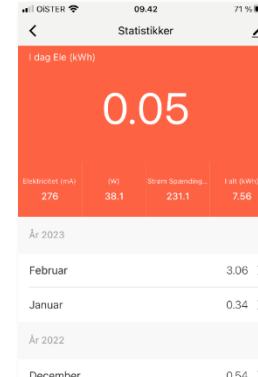 OiSTER 09.42 71 %
Statistikker
I dag Ele (kWh)
0.05
Elektricitet (mA) (W) Strøm Spænding... I alt (kWh)
276 38.1 231.1 7.56
År 2023
Februar 3.06
Januar 0.34
År 2022
December 0.54